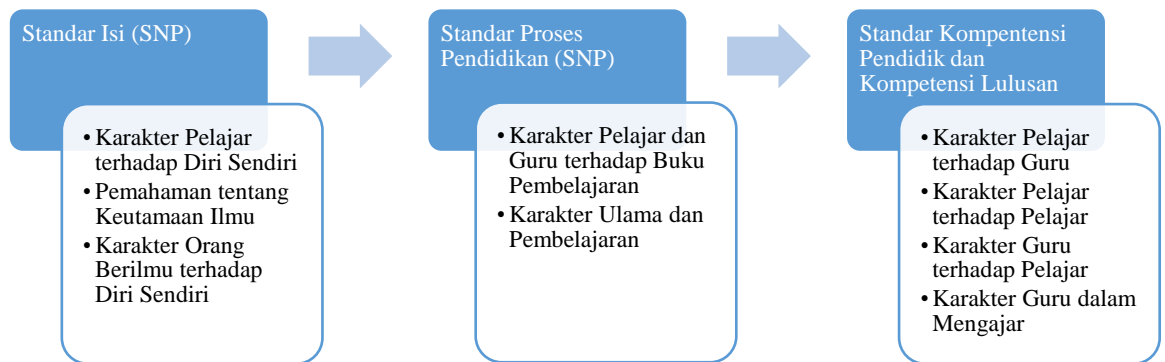 Standar Isi (SNP)
• Karakter Pelajar
terhadap Diri Sendiri
• Pemahaman tentang
Keutamaan Ilmu
• Karakter Orang
Berilmu terhadap
Diri Sendiri
Standar Proses
Pendidikan (SNP)
• Karakter Pelajar dan
Guru terhadap Buku
Pembelajaran
• Karakter Ulama dan
Pembelajaran
Standar Kompentensi
Pendidik dan
Kompetensi Lulusan
• Karakter Pelajar
terhadap Guru
• Karakter Pelajar
terhadap Pelajar
• Karakter Guru
terhadap Pelajar
• Karakter Guru dalam
Mengajar